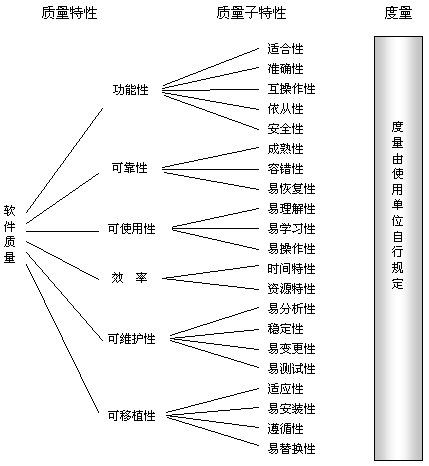 质量特性
质量子特性
度量
软件质量
功能性
适合性
准确性
互操作性
依从性
安全性
可靠性
成熟性
容错性
易恢复性
可使用性
易理解性
易学习性
易操作性
效 率
时间特性
资源特性
可维护性
易分析性
稳定性
易变更性
易测试性
可移植性
适应性
易安装性
遵循性
易替换性
度量由使用单位自行规定